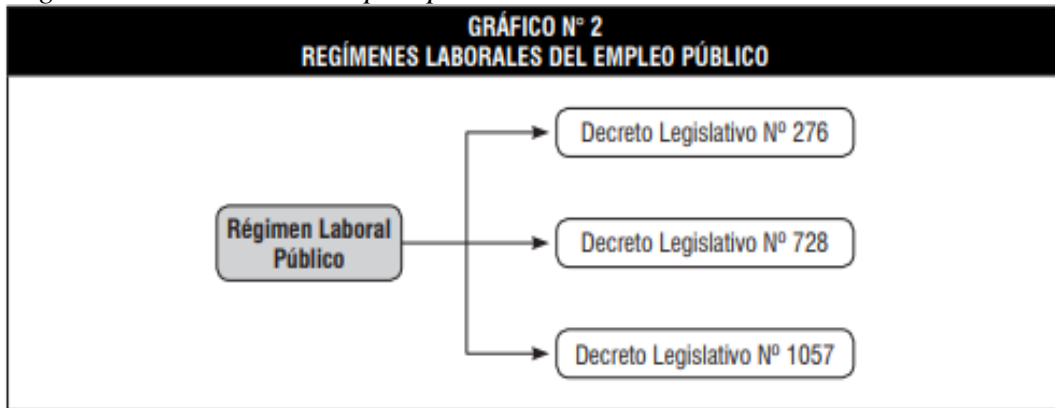 GRÁFICO N° 2
REGÍMENES LABORALES DEL EMPLEO PÚBLICO
Decreto Legislativo Nº 276
Régimen Laboral
Público
Decreto Legislativo Nº 728
Decreto Legislativo Nº 1057